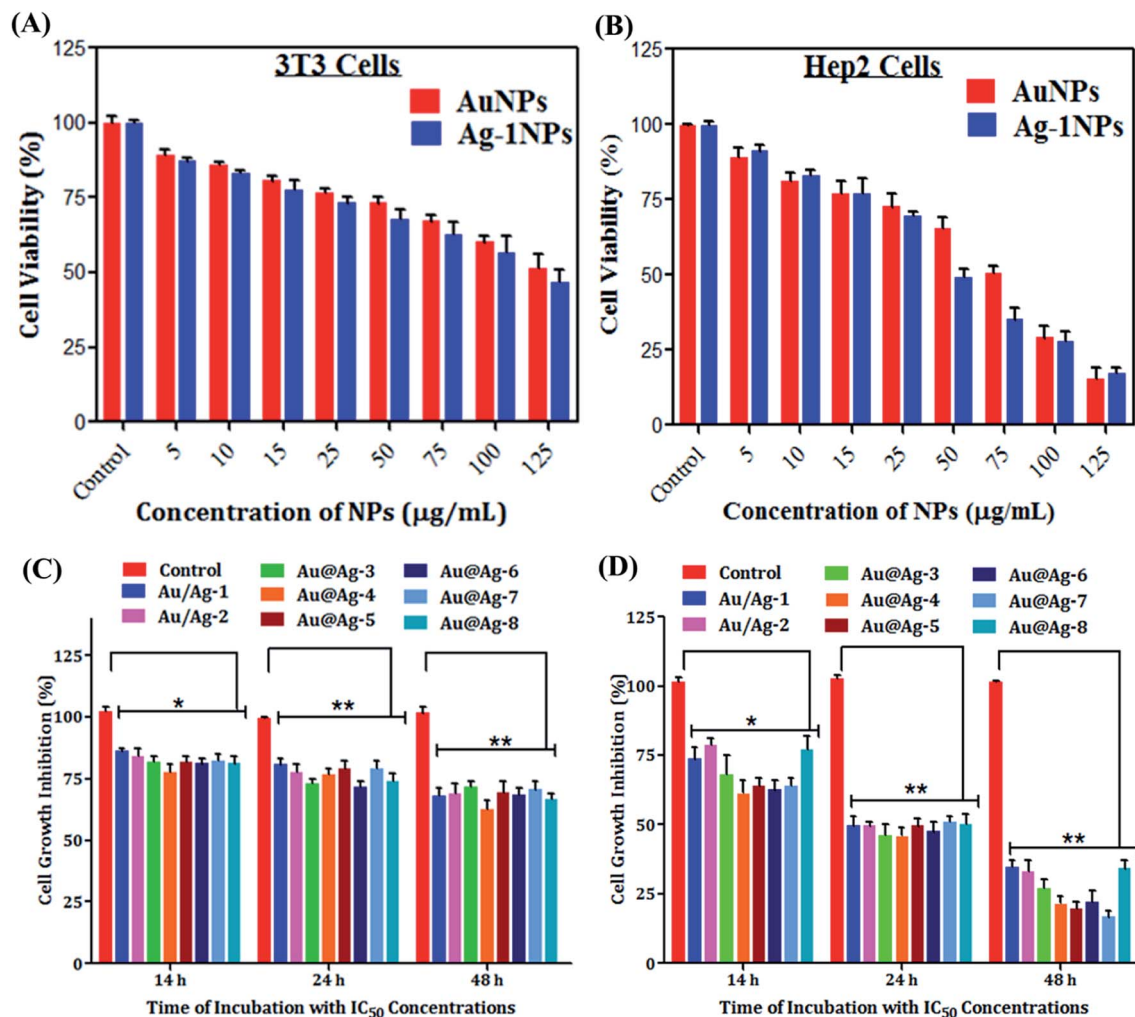 (A)
3T3 Cells
AuNPs
Ag-1NPs
Cell Viability (%)
125
100
75
50
25
0
Control 5 10 15 25 50 75 100 125
Concentration of NPs (µg/mL)
(B)
Hep2 Cells
AuNPs
Ag-1NPs
Cell Viability (%)
125
100
75
50
25
0
Control 5 10 15 25 50 75 100 125
Concentration of NPs (µg/mL)
(C)
Control Au@Ag-3 Au@Ag-6
Au/Ag-1 Au@Ag-4 Au@Ag-7
Au/Ag-2 Au@Ag-5 Au@Ag-8
Cell Growth Inhibition (%)
125
100
75
50
25
0
* ** **
14 h 24 h 48 h
Time of Incubation with IC50 Concentrations
(D)
Control Au@Ag-3 Au@Ag-6
Au/Ag-1 Au@Ag-4 Au@Ag-7
Au/Ag-2 Au@Ag-5 Au@Ag-8
Cell Growth Inhibition (%)
125
100
75
50
25
0
* ** **
14 h 24 h 48 h
Time of Incubation with IC50 Concentrations